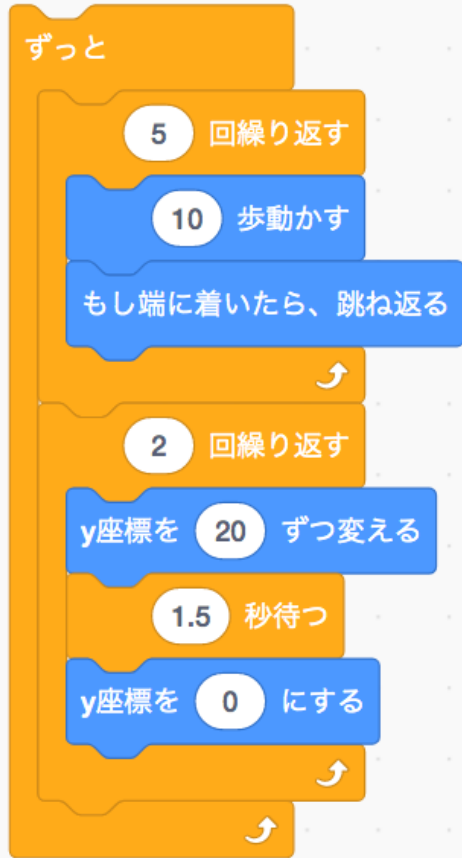 ずっと
5 回繰り返す
10 歩動かす
もし端に着いたら、跳ね返る
2 回繰り返す
y座標を 20 ずつ変える
1.5 秒待つ
y座標を 0 にする